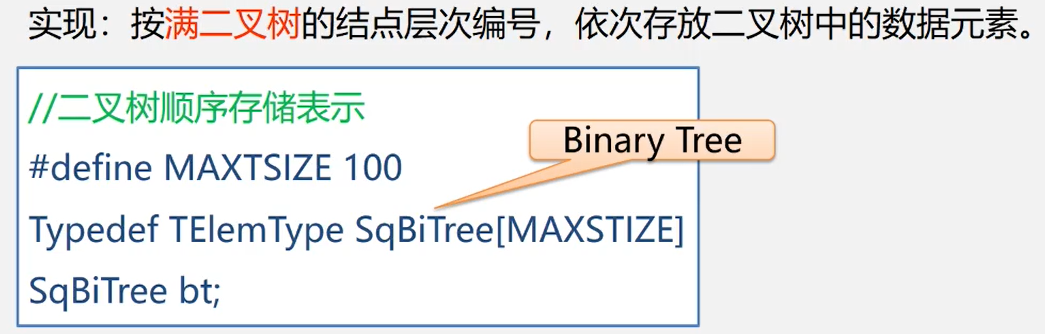 实现：按满二叉树的结点层次编号，依次存放二叉树中的数据元素。
//二叉树顺序存储表示
Binary Tree
#define MAXTSIZE 100
Typedef TElemType SqBiTree[MAXSTIZE]
SqBiTree bt;